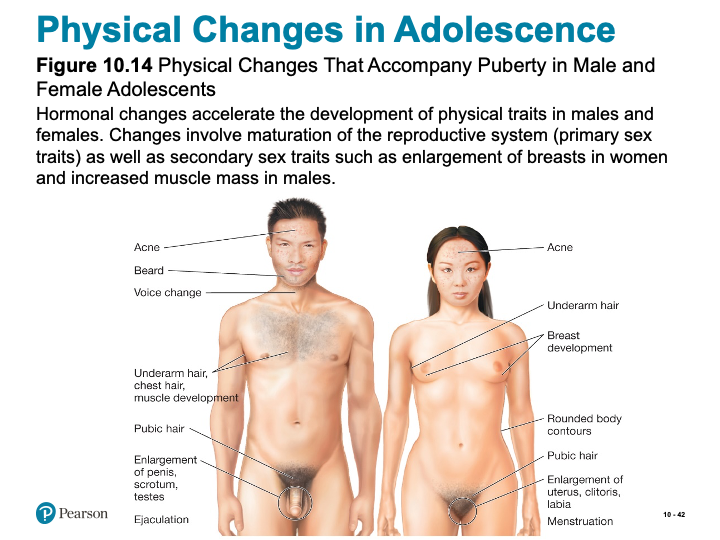 Physical Changes in Adolescence
Figure 10.14 Physical Changes That Accompany Puberty in Male and
Female Adolescents
Hormonal changes accelerate the development of physical traits in males and
females. Changes involve maturation of the reproductive system (primary sex
traits) as well as secondary sex traits such as enlargement of breasts in women
and increased muscle mass in males.
Acne
Beard
Voice change
Underarm hair,
chest hair,
muscle development
Pubic hair
Enlargement
of penis,
scrotum,
testes
Ejaculation
Acne
Underarm hair
Breast
development
Rounded body
contours
Pubic hair
Enlargement of
uterus, clitoris,
labia
Menstruation
P Pearson
10 - 42